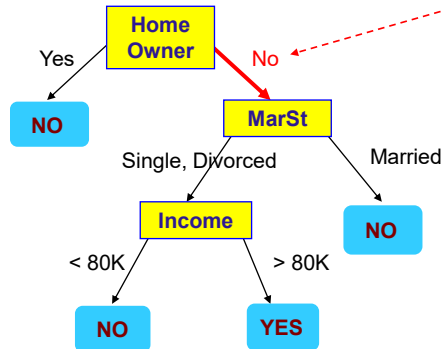 Home
Owner
Yes
No
NO
MarSt
Single, Divorced
Married
Income
NO
< 80K
> 80K
NO
YES